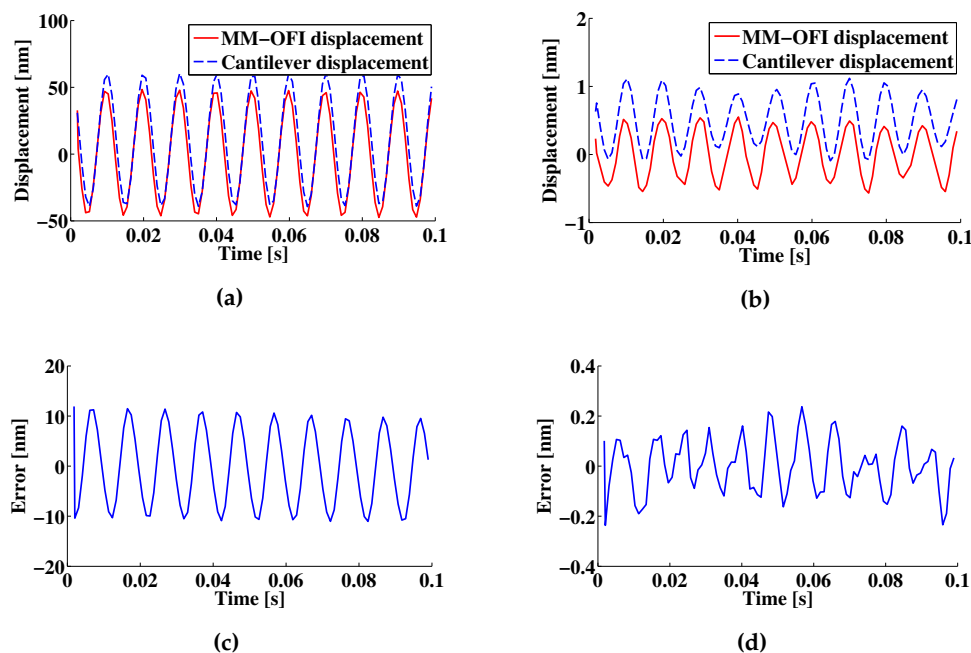 100
50
0
−50
Displacement [nm]
MM−OFI displacement
Cantilever displacement
0
0.02
0.04
0.06
0.08
0.1
Time [s]
(a)
2
1
0
−1
Displacement [nm]
MM−OFI displacement
Cantilever displacement
0
0.02
0.04
0.06
0.08
0.1
Time [s]
(b)
20
10
0
−10
−20
Error [nm]
0
0.02
0.04
0.06
0.08
0.1
Time [s]
(c)
0.4
0.2
0
−0.2
−0.4
Error [nm]
0
0.02
0.04
0.06
0.08
0.1
Time [s]
(d)